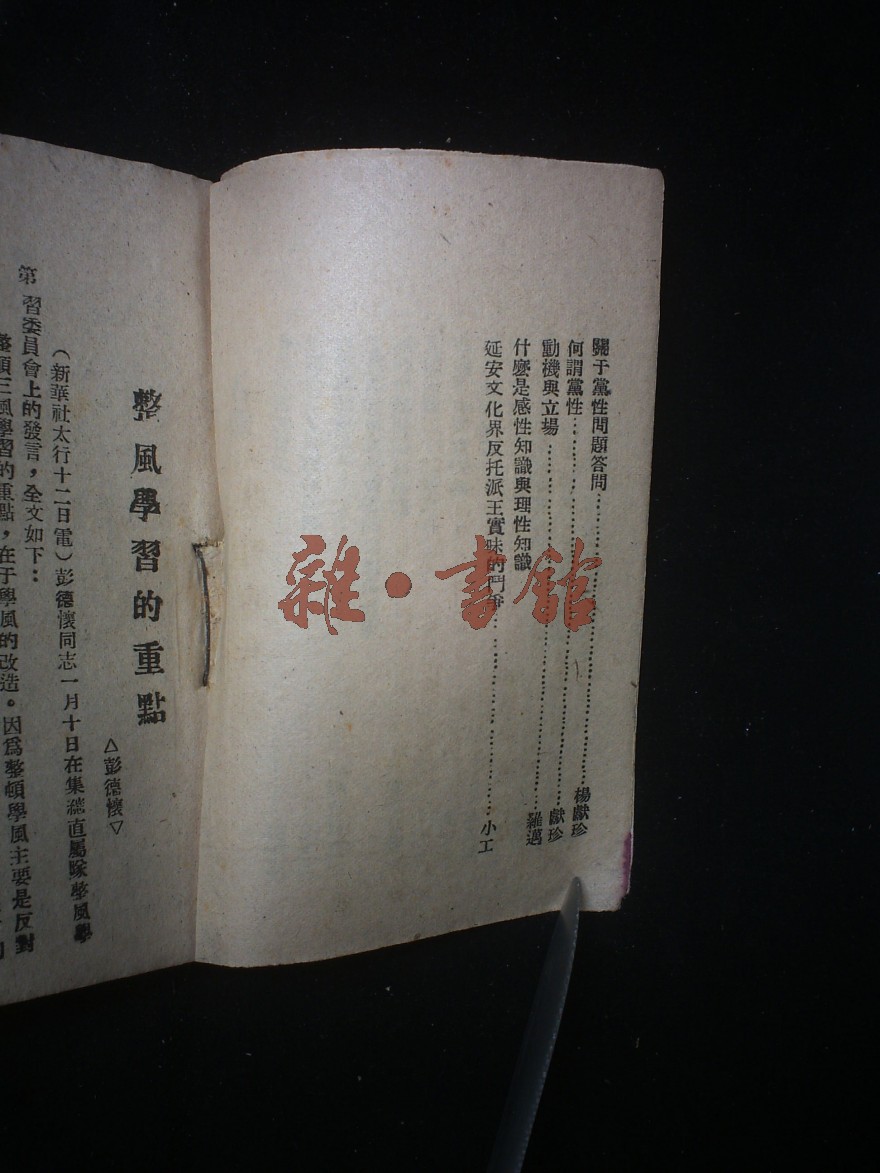 關于黨性問題答問……………………楊獻珍
何謂黨性……………………獻珍
動機與立場……………………羅邁
什麼是感性知識與理性知識
延安文化界反托派王實味的鬥爭……………………小工
整風學習的重點
△彭德懷▽
(新華社太行十二日電)彭德懷同志一月十日在集總直屬隊整風學
習委員會上的發言,全文如下:
第
整頓三風學習的重點,在于學風的改造。因為整頓學風主要是反對
雜·書館